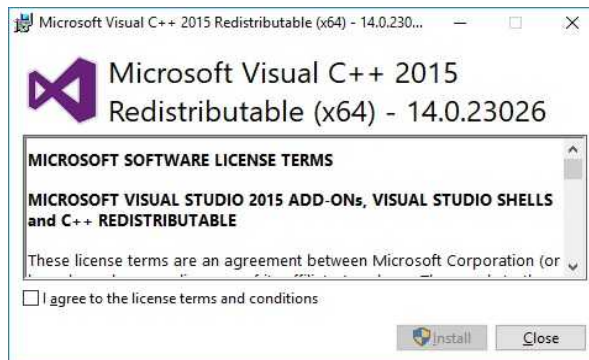 Microsoft Visual C++ 2015 Redistributable (x64) - 14.0.230...
Microsoft Visual C++ 2015
Redistributable (x64) - 14.0.23026
MICROSOFT SOFTWARE LICENSE TERMS
MICROSOFT VISUAL STUDIO 2015 ADD-ONs, VISUAL STUDIO SHELLS
and C++ REDISTRIBUTABLE
These license terms are an agreement between Microsoft Corporation (or
I agree to the license terms and conditions
Install Close